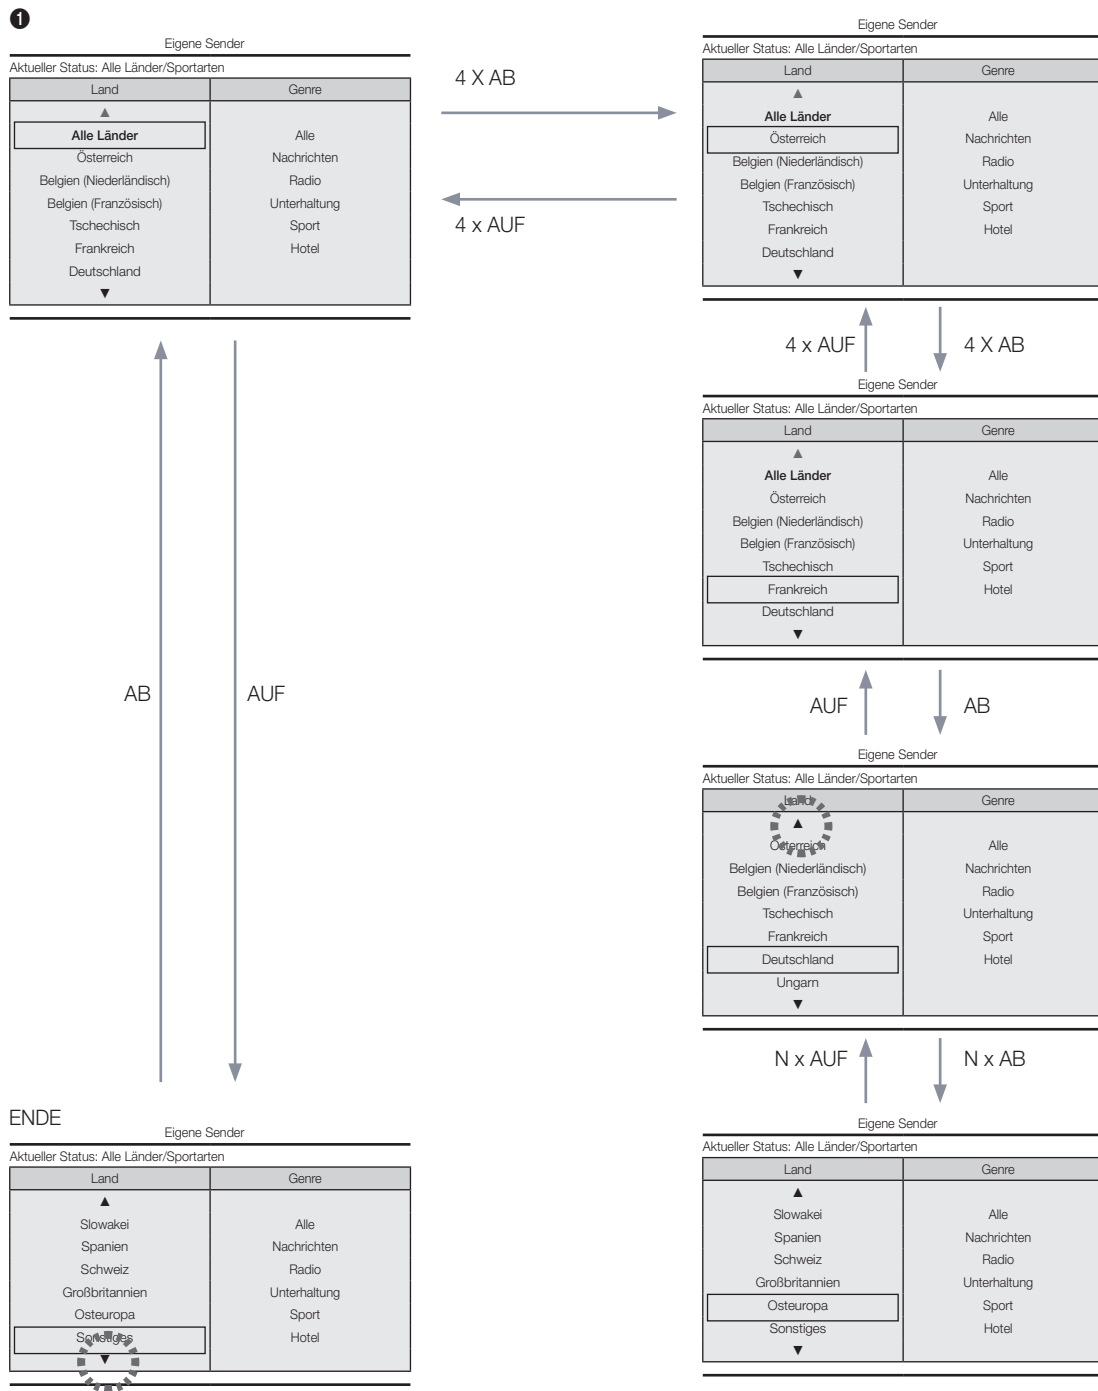 ❶
Eigene Sender
Aktueller Status: Alle Länder/Sportarten
Land Genre
▲
Alle Länder Alle
Österreich Nachrichten
Belgien (Niederländisch) Radio
Belgien (Französisch) Unterhaltung
Tschechisch Sport
Frankreich Hotel
Deutschland
▼
4 X AB
4 x AUF
Eigene Sender
Aktueller Status: Alle Länder/Sportarten
Land Genre
▲
Alle Länder Alle
Österreich Nachrichten
Belgien (Niederländisch) Radio
Belgien (Französisch) Unterhaltung
Tschechisch Sport
Frankreich Hotel
Deutschland
▼
4 x AUF 4 X AB
Eigene Sender
Aktueller Status: Alle Länder/Sportarten
Land Genre
▲
Alle Länder Alle
Österreich Nachrichten
Belgien (Niederländisch) Radio
Belgien (Französisch) Unterhaltung
Tschechisch Sport
Frankreich Hotel
Deutschland
▼
AB AUF
AUF AB
Eigene Sender
Aktueller Status: Alle Länder/Sportarten
Land Genre
▲
Österreich Alle
Belgien (Niederländisch) Nachrichten
Belgien (Französisch) Radio
Tschechisch Unterhaltung
Frankreich Sport
Deutschland Hotel
Ungarn
▼
N x AUF N x AB
ENDE
Eigene Sender
Aktueller Status: Alle Länder/Sportarten
Land Genre
▲
Slowakei Alle
Spanien Nachrichten
Schweiz Radio
Großbritannien Unterhaltung
Osteuropa Sport
Sonstiges Hotel
▼
Eigene Sender
Aktueller Status: Alle Länder/Sportarten
Land Genre
▲
Slowakei Alle
Spanien Nachrichten
Schweiz Radio
Großbritannien Unterhaltung
Osteuropa Sport
Sonstiges Hotel
▼